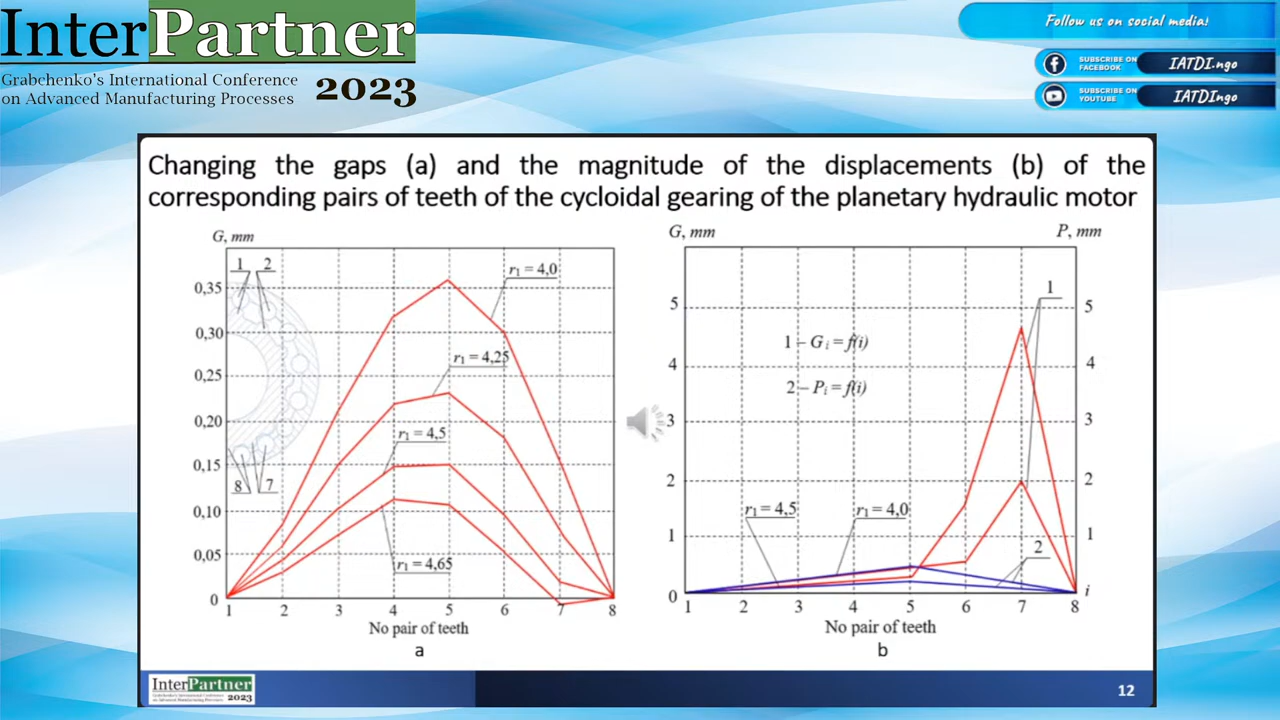 InterPartner
Grabchenko's International Conference
on Advanced Manufacturing Processes
2023
Follow us on social media!
SUBSCRIBE ON
FACEBOOK
IATDI.ngo
SUBSCRIBE ON
YOUTUBE
IATDIngo
Changing the gaps (a) and the magnitude of the displacements (b) of the
corresponding pairs of teeth of the cycloidal gearing of the planetary hydraulic motor
G, mm
1 2
0,35
0,30
0,25
0,20
0,15
0,10
0,05
0
8 7
r1 = 4,0
r1 = 4,25
r1 = 4,5
r1 = 4,65
1 2 3 4 5 6 7 8
No pair of teeth
a
G, mm
P, mm
5
4
3
2
1
0
1 – Gi = f(i)
2 – Pi = f(i)
r1 = 4,5
r1 = 4,0
1
2
5
4
3
2
1
i
1 2 3 4 5 6 7 8
No pair of teeth
b
InterPartner
2023
12